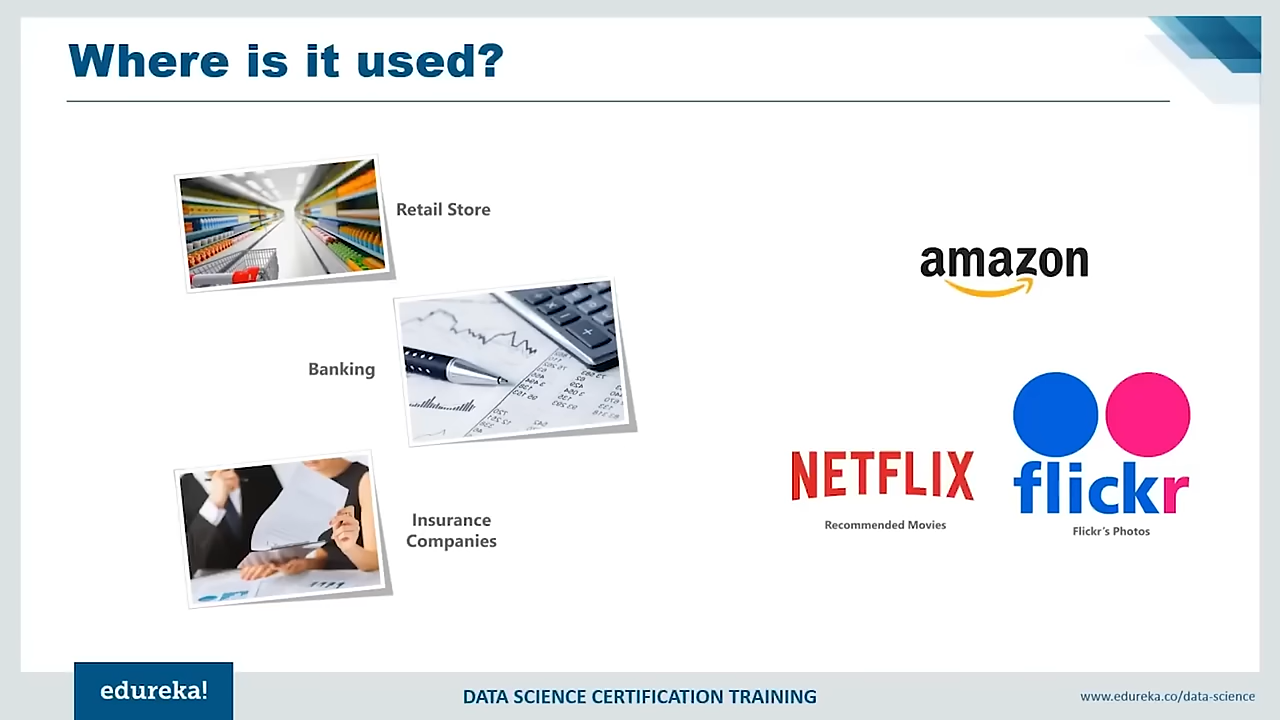 Where is it used?
Retail Store
Banking
Insurance
Companies
amazon
NETFLIX
Recommended Movies
flickr
Flickr's Photos
edureka!
DATA SCIENCE CERTIFICATION TRAINING
www.edureka.co/data-science